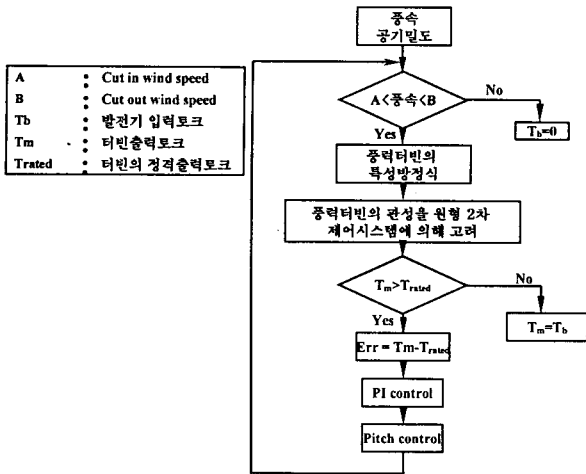 풍속
공기밀도
A : Cut in wind speed
B : Cut out wind speed
Tb : 발전기 입력토크
Tm : 터빈출력토크
Trated : 터빈의 정격출력토크
A<풍속<B
No
Tb=0
Yes
풍력터빈의
특성방정식
풍력터빈의 관성을 원형 2차
제어시스템에 의해 고려
Tm>Trated
No
Tm=Tb
Yes
Err = Tm-Trated
PI control
Pitch control